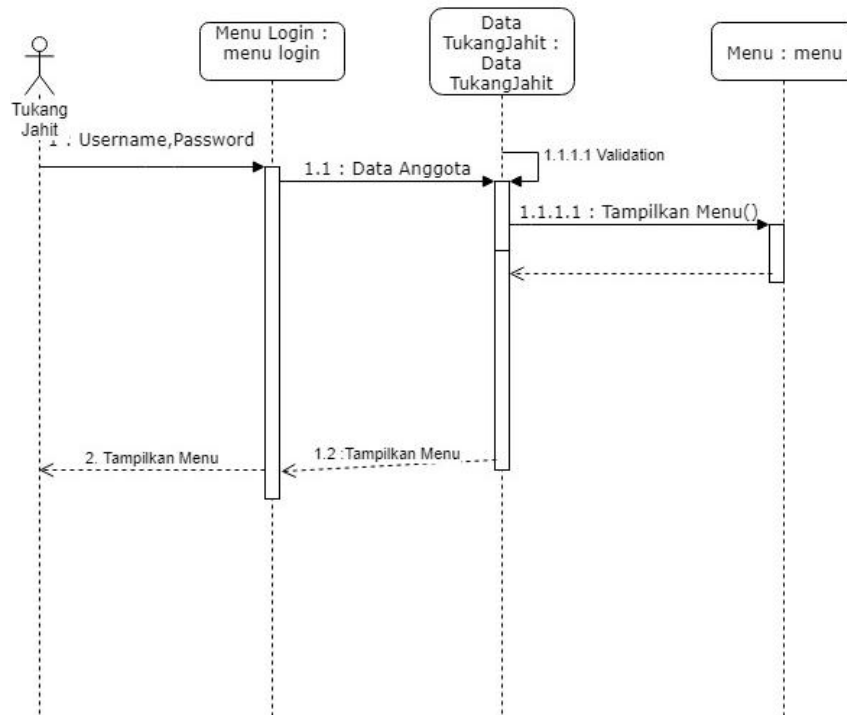 Menu Login :
menu login
Data
TukangJahit :
Data
TukangJahit
Menu : menu
Tukang
Jahit
1 : Username,Password
1.1 : Data Anggota
1.1.1.1 Validation
1.1.1.1 : Tampilkan Menu()
2. Tampilkan Menu
1.2 :Tampilkan Menu